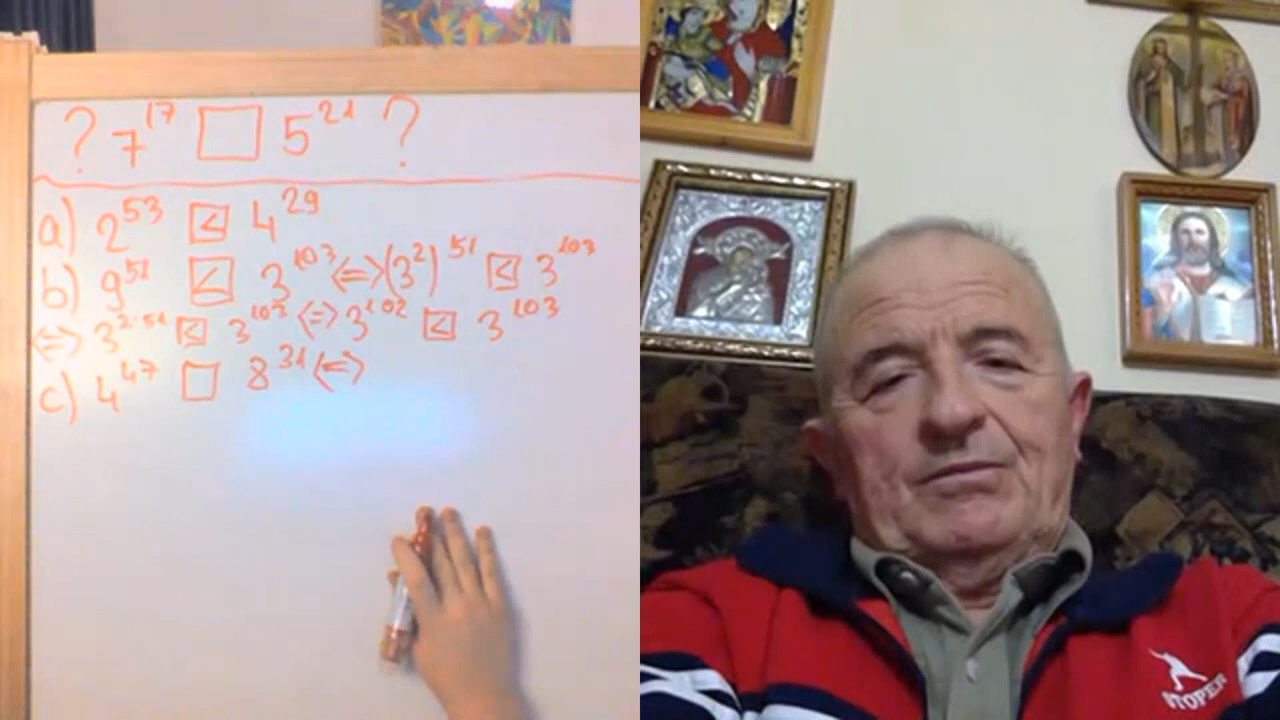 ? 7^17 □ 5^21 ?
a) 2^53 < 4^29
b) 9^51 < 3^103 <=> (3^2)^51 < 3^103
<=> 3^2·51 < 3^103 <=> 3^102 < 3^103
c) 4^47 □ 8^31 <=>
STOPER